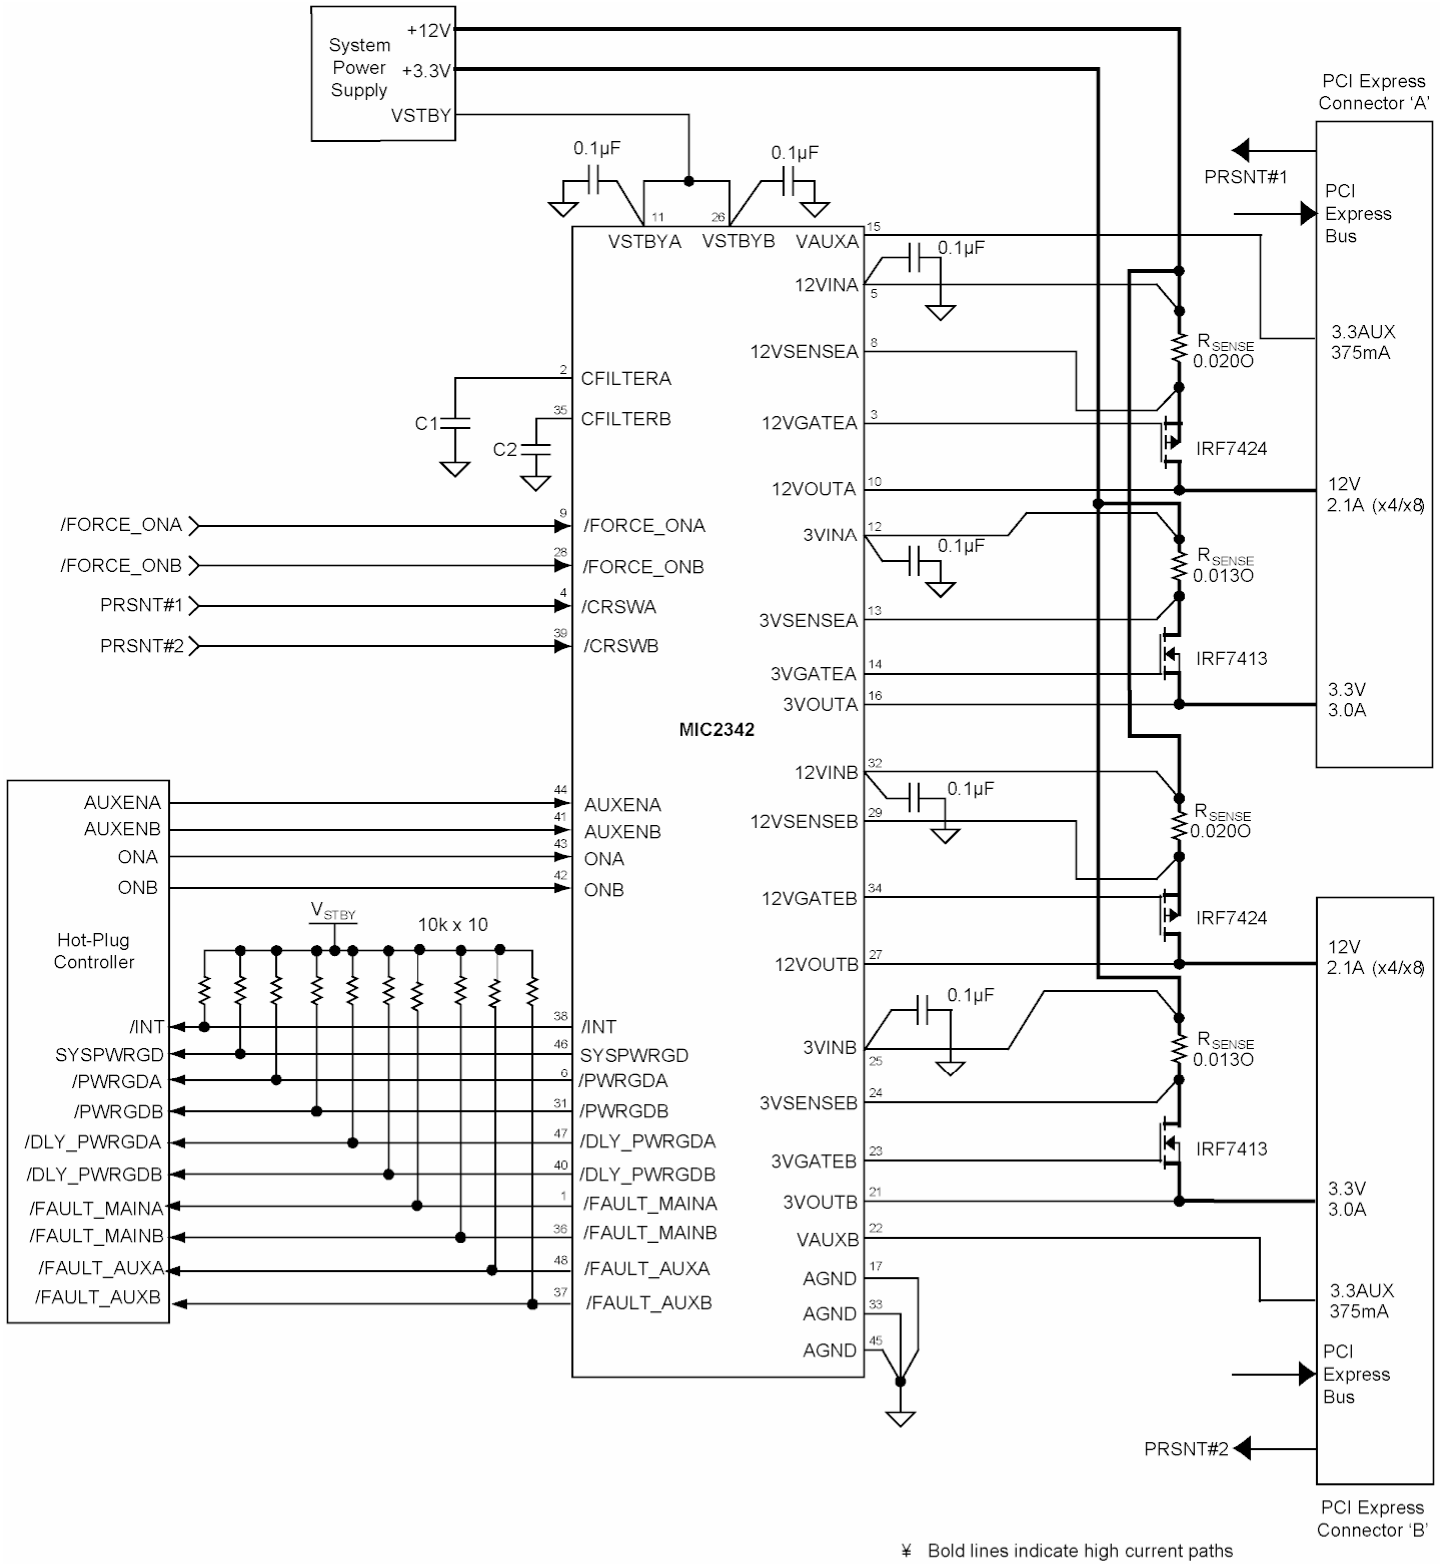 System
Power
Supply
+12V
+3.3V
VSTBY
0.1µF
0.1µF
11
26
VSTBYA
VSTBYB
PCI Express
Connector 'A'
PRSNT#1
PCI
Express
Bus
3.3AUX
375mA
12V
2.1A (x4/x8)
3.3V
3.0A
15
VAUXA
0.1µF
12VINA
5
12VSENSEA
8
RSENSE
0.020O
12VGATEA
3
IRF7424
12VOUTA
10
3VINA
12
0.1µF
RSENSE
0.013O
3VSENSEA
13
3VGATEA
14
IRF7413
3VOUTA
16
2
CFILTERA
C1
35
CFILTERB
C2
/FORCE_ONA
9
/FORCE_ONA
/FORCE_ONB
28
/FORCE_ONB
PRSNT#1
4
/CRSWA
PRSNT#2
39
/CRSWB
MIC2342
12VINB
32
0.1µF
12VSENSEB
29
RSENSE
0.020O
12VGATEB
34
IRF7424
12VOUTB
27
0.1µF
3VINB
25
RSENSE
0.013O
3VSENSEB
24
3VGATEB
23
IRF7413
3VOUTB
21
VAUXB
22
AGND
17
AGND
33
AGND
45
AUXENA
44
AUXENA
AUXENB
41
AUXENB
ONA
43
ONA
ONB
42
ONB
VSTBY
10k x 10
Hot-Plug
Controller
/INT
38
/INT
SYSPWRGD
46
SYSPWRGD
/PWRGDA
6
/PWRGDA
/PWRGDB
31
/PWRGDB
/DLY_PWRGDA
47
/DLY_PWRGDA
/DLY_PWRGDB
40
/DLY_PWRGDB
/FAULT_MAINA
1
/FAULT_MAINA
/FAULT_MAINB
36
/FAULT_MAINB
/FAULT_AUXA
48
/FAULT_AUXA
/FAULT_AUXB
37
/FAULT_AUXB
12V
2.1A (x4/x8)
3.3V
3.0A
3.3AUX
375mA
PCI
Express
Bus
PRSNT#2
PCI Express
Connector 'B'
¥ Bold lines indicate high current paths